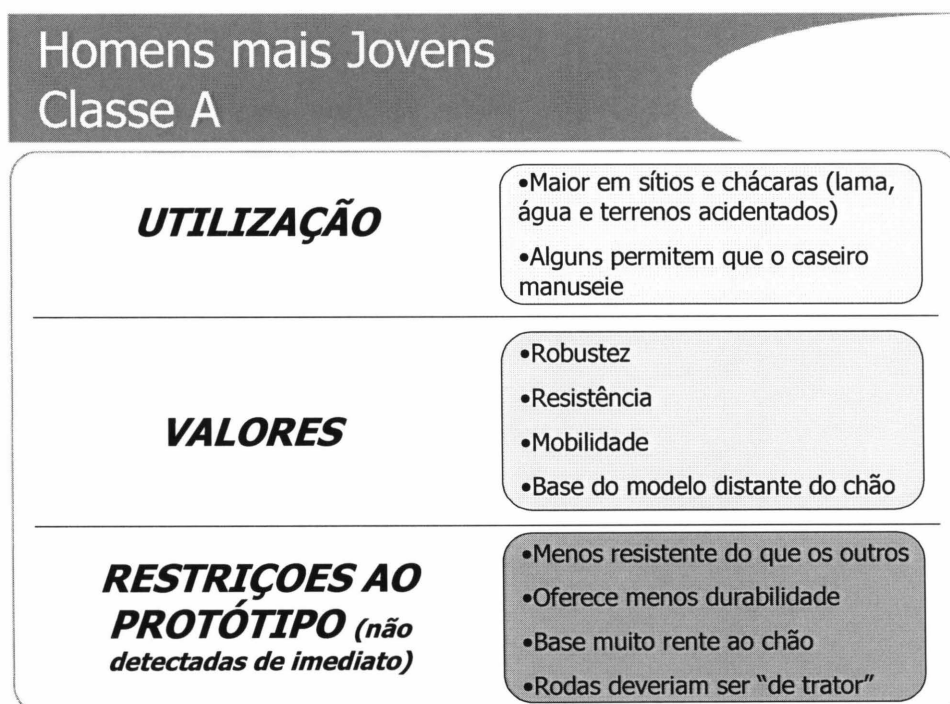 Homens mais Jovens
Classe A
UTILIZAÇÃO
•Maior em sítios e chácaras (lama,
água e terrenos acidentados)
•Alguns permitem que o caseiro
manuseie
VALORES
•Robustez
•Resistência
•Mobilidade
•Base do modelo distante do chão
RESTRIÇOES AO
PROTÓTIPO (não
detectadas de imediato)
•Menos resistente do que os outros
•Oferece menos durabilidade
•Base muito rente ao chão
•Rodas deveriam ser “de trator”